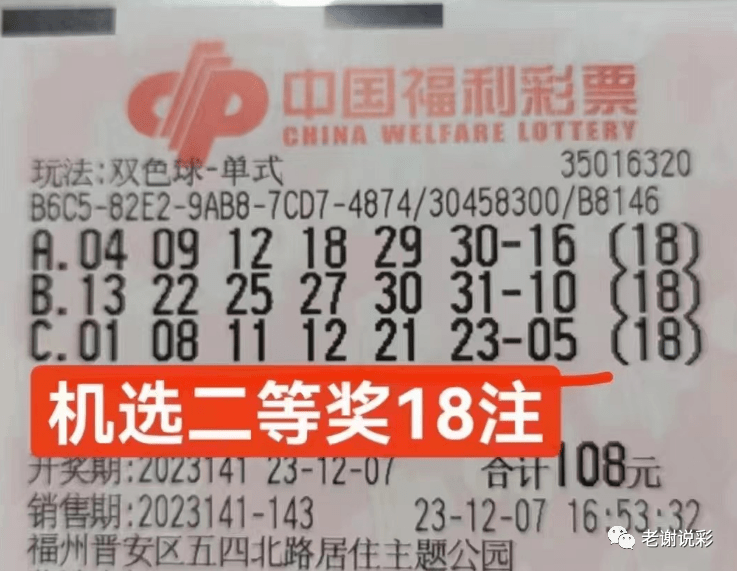 中国福利彩票
CHINA WELFARE LOTTERY
玩法:双色球-单式 35016320
B6C5-82E2-9AB8-7CD7-4874/30458300/B8146
A.04 09 12 18 29 30-16 (18)
B.13 22 25 27 30 31-10 (18)
C.01 08 11 12 21 23-05 (18)
机选二等奖18注
开奖期:2023141 23-12-07 合计108元
销售期:2023141-143 23-12-07 16:53:32
福州晋安区五四北路居住主题公园
老谢说彩